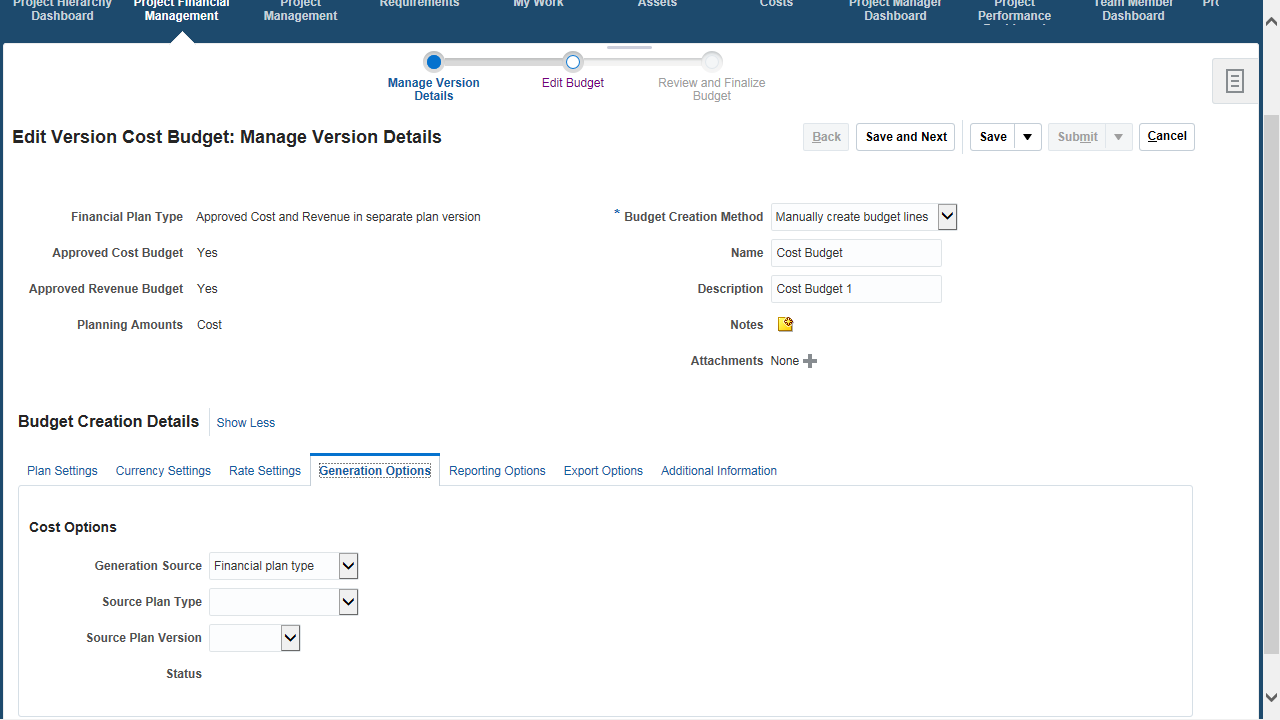 Project Hierarchy Dashboard
Project Financial Management
Project Management
Requirements
My Work
Assets
Costs
Project Manager Dashboard
Project Performance
Team Member Dashboard
Manage Version Details
Edit Budget
Review and Finalize Budget
Edit Version Cost Budget: Manage Version Details
Back
Save and Next
Save
Submit
Cancel
Financial Plan Type Approved Cost and Revenue in separate plan version
Approved Cost Budget Yes
Approved Revenue Budget Yes
Planning Amounts Cost
* Budget Creation Method Manually create budget lines
Name Cost Budget
Description Cost Budget 1
Notes
Attachments None
Budget Creation Details Show Less
Plan Settings Currency Settings Rate Settings Generation Options Reporting Options Export Options Additional Information
Cost Options
Generation Source Financial plan type
Source Plan Type
Source Plan Version
Status